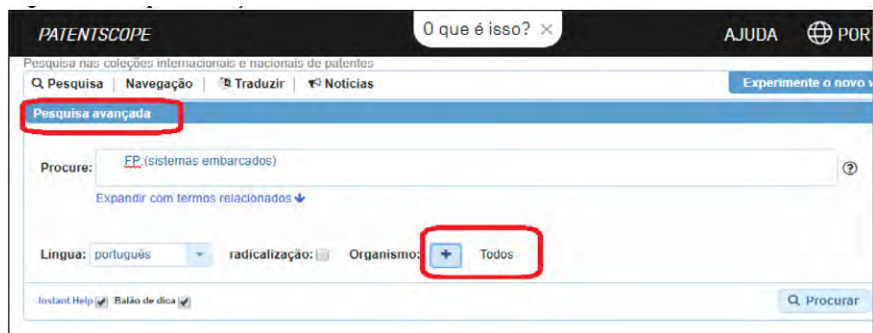 PATENTSCOPE O que é isso? × AJUDA
Pesquisa nas coleções internacionais e nacionais de patentes
Pesquisa Navegação Traduzir Notícias Experimente o novo
Pesquisa avançada
Procure: FP:(sistemas embarcados)
Expandir com termos relacionados
Língua: português radicalização: Organismo: + Todos
Instant Help Balão de dica Procurar